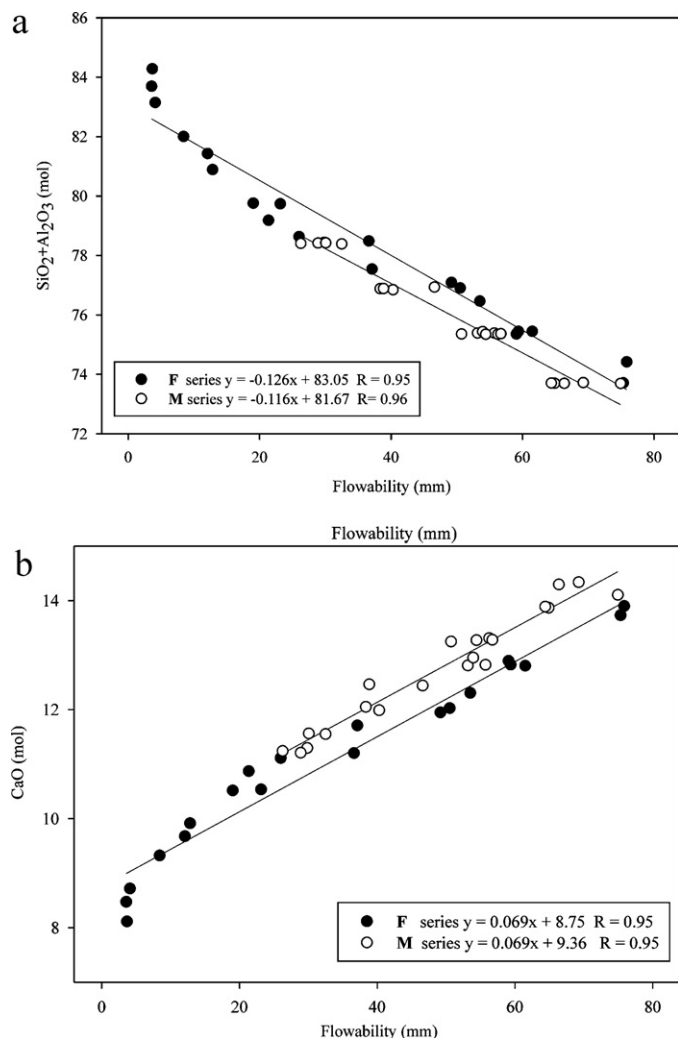 a
86
84
82
80
78
76
74
72
SiO₂+Al₂O₃ (mol)
F series y = -0.126x + 83.05 R = 0.95
M series y = -0.116x + 81.67 R= 0.96
0 20 40 60 80
Flowability (mm)
Flowability (mm)
b
14
12
10
8
CaO (mol)
F series y = 0.069x + 8.75 R = 0.95
M series y = 0.069x + 9.36 R = 0.95
0 20 40 60 80
Flowability (mm)